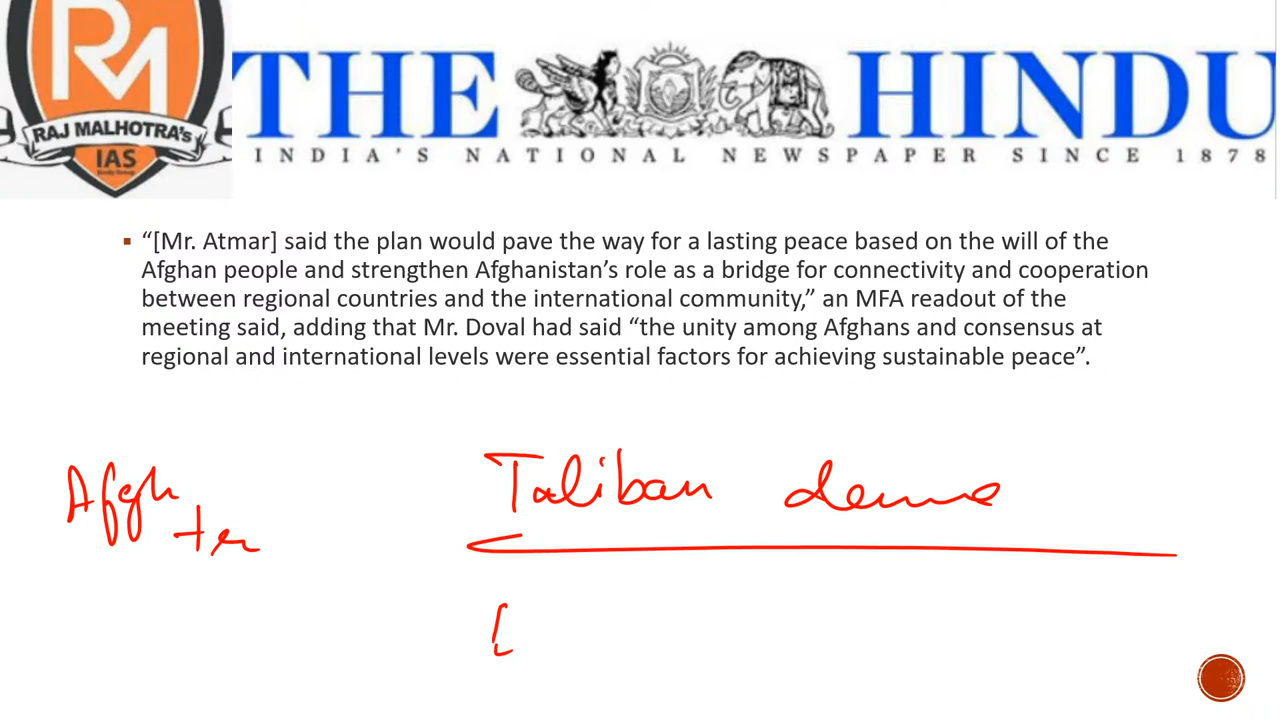 RM
RAJ MALHOTRA's
IAS
Study Group
THE HINDU
INDIA'S NATIONAL NEWSPAPER SINCE 1878
▪ “[Mr. Atmar] said the plan would pave the way for a lasting peace based on the will of the
Afghan people and strengthen Afghanistan’s role as a bridge for connectivity and cooperation
between regional countries and the international community,” an MFA readout of the
meeting said, adding that Mr. Doval had said “the unity among Afghans and consensus at
regional and international levels were essential factors for achieving sustainable peace”.
Afgh
Taliban